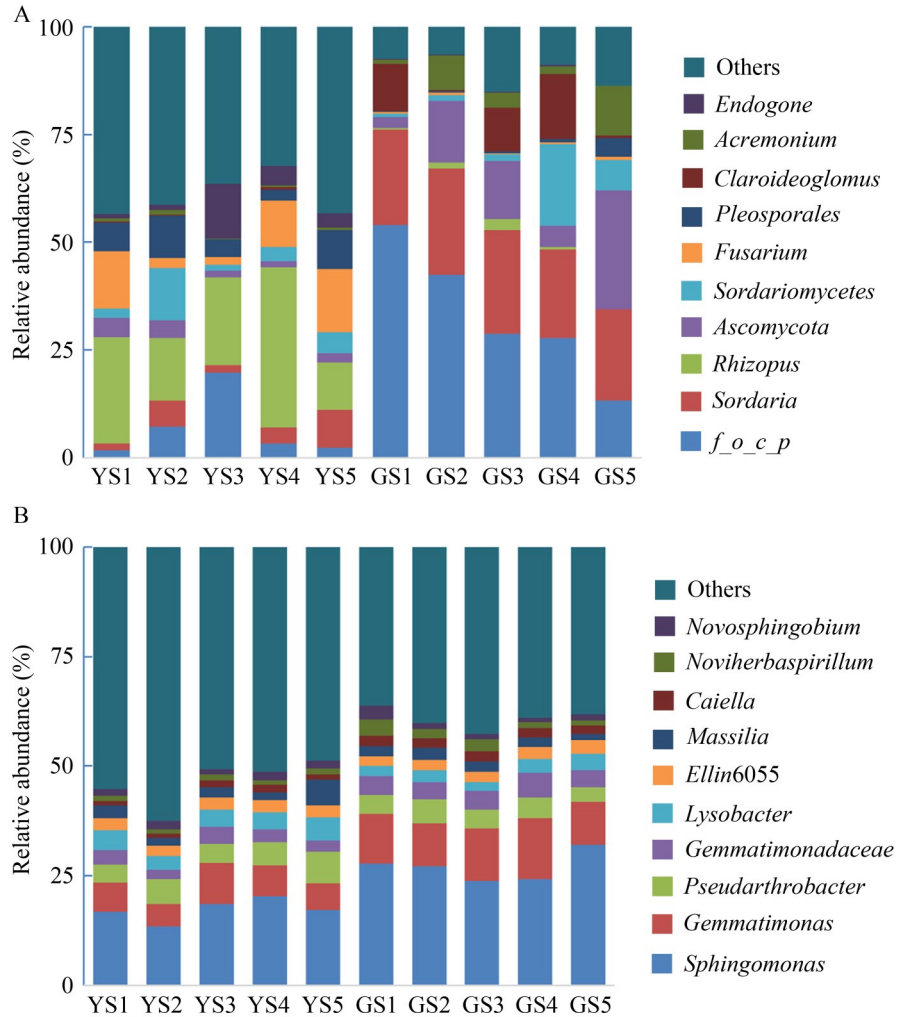 A
Relative abundance (%)
100
75
50
25
0
YS1 YS2 YS3 YS4 YS5 GS1 GS2 GS3 GS4 GS5
Others
Endogone
Acremonium
Claroideoglomus
Pleosporales
Fusarium
Sordariomycetes
Ascomycota
Rhizopus
Sordaria
f_o_c_p
B
Relative abundance (%)
100
75
50
25
0
YS1 YS2 YS3 YS4 YS5 GS1 GS2 GS3 GS4 GS5
Others
Novosphingobium
Noviherbaspirillum
Caiella
Massilia
Ellin6055
Lysobacter
Gemmatimonadaceae
Pseudarthrobacter
Gemmatimonas
Sphingomonas